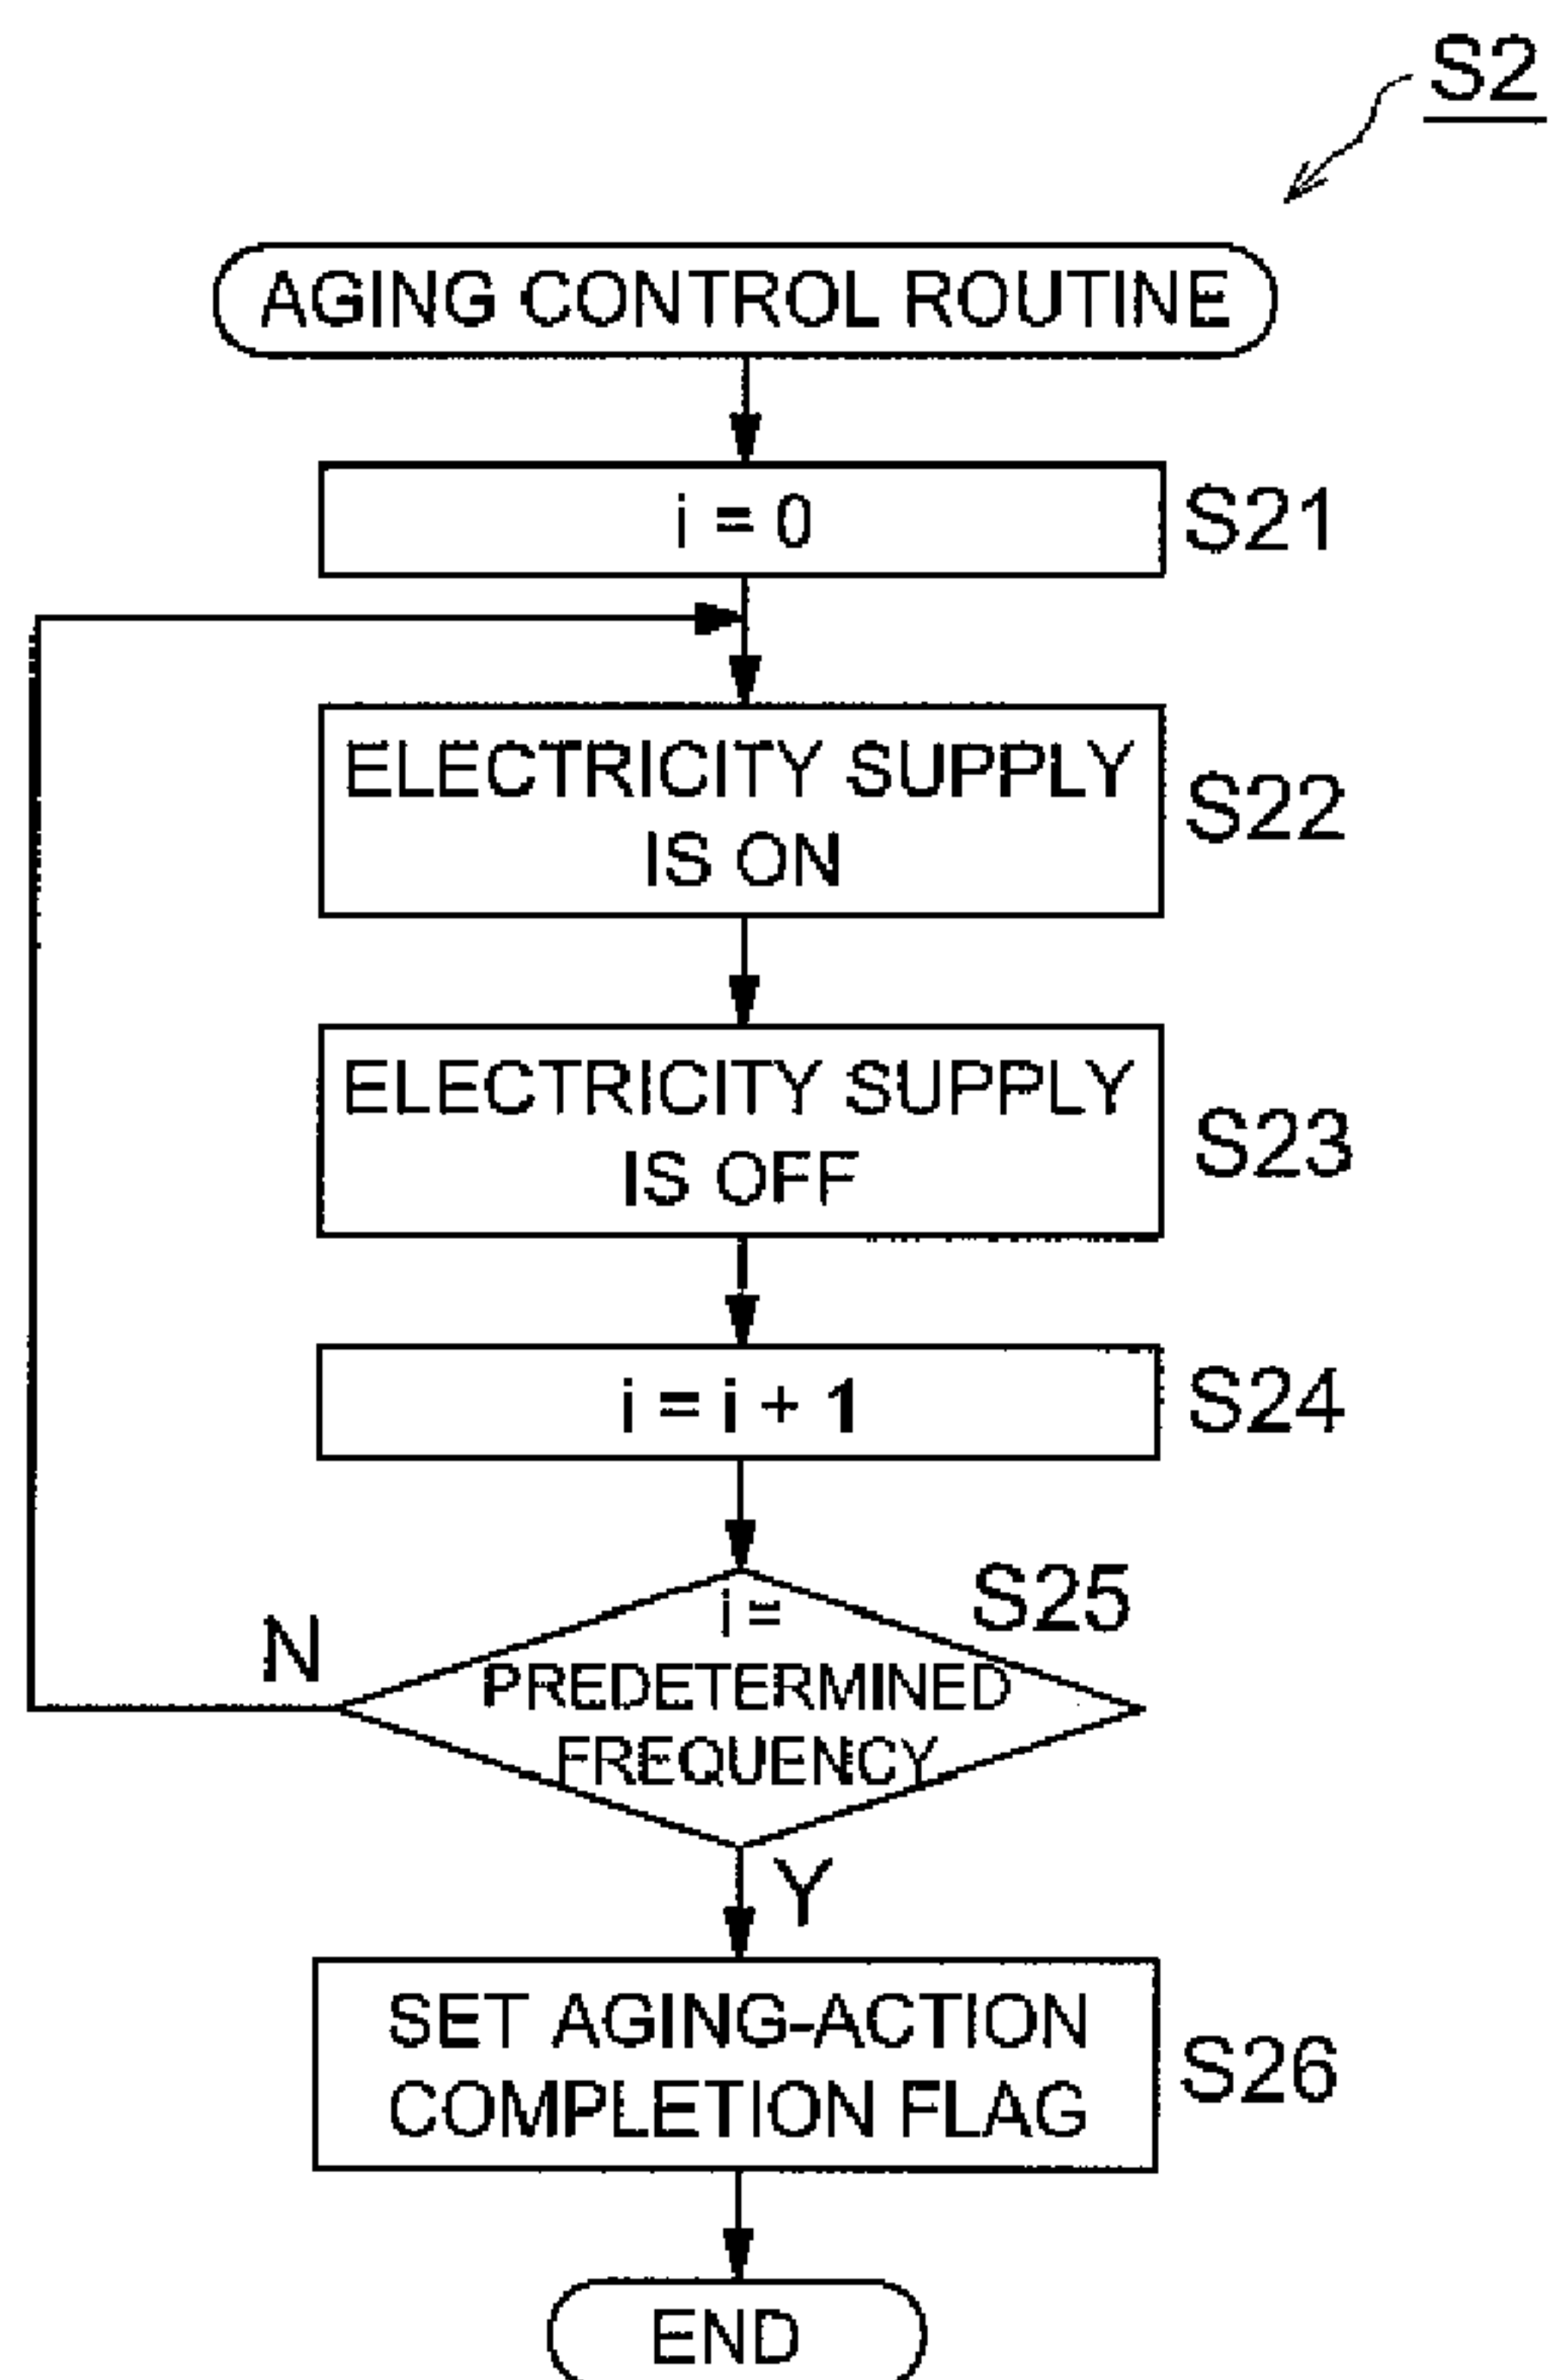 S2
AGING CONTROL ROUTINE
i = 0
S21
ELECTRICITY SUPPLY
IS ON
S22
ELECTRICITY SUPPLY
IS OFF
S23
i = i + 1
S24
S25
i =
PREDETERMINED
FREQUENCY
N
Y
SET AGING-ACTION
COMPLETION FLAG
S26
END